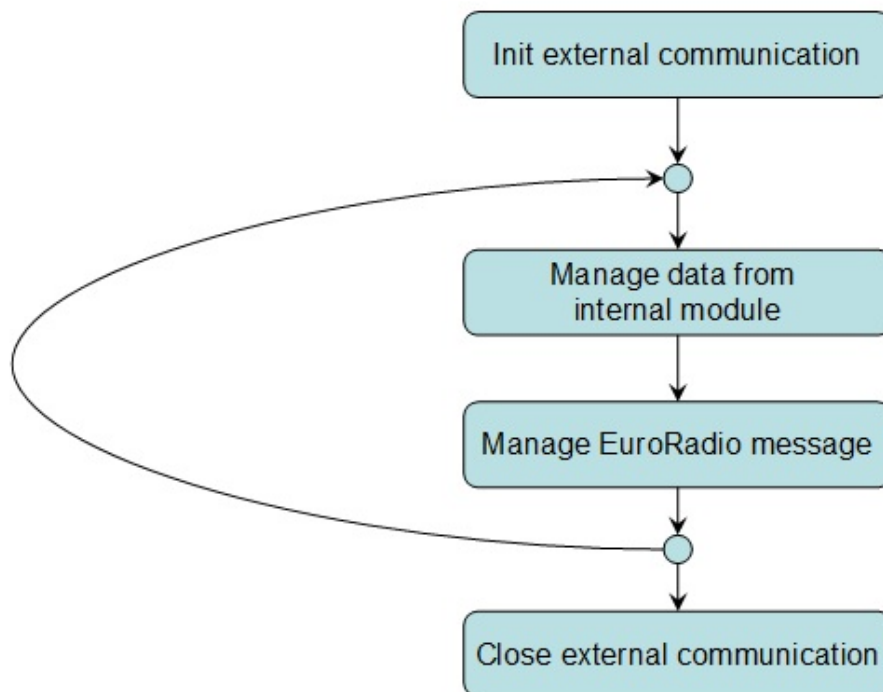 Init external communication
Manage data from
internal module
Manage EuroRadio message
Close external communication